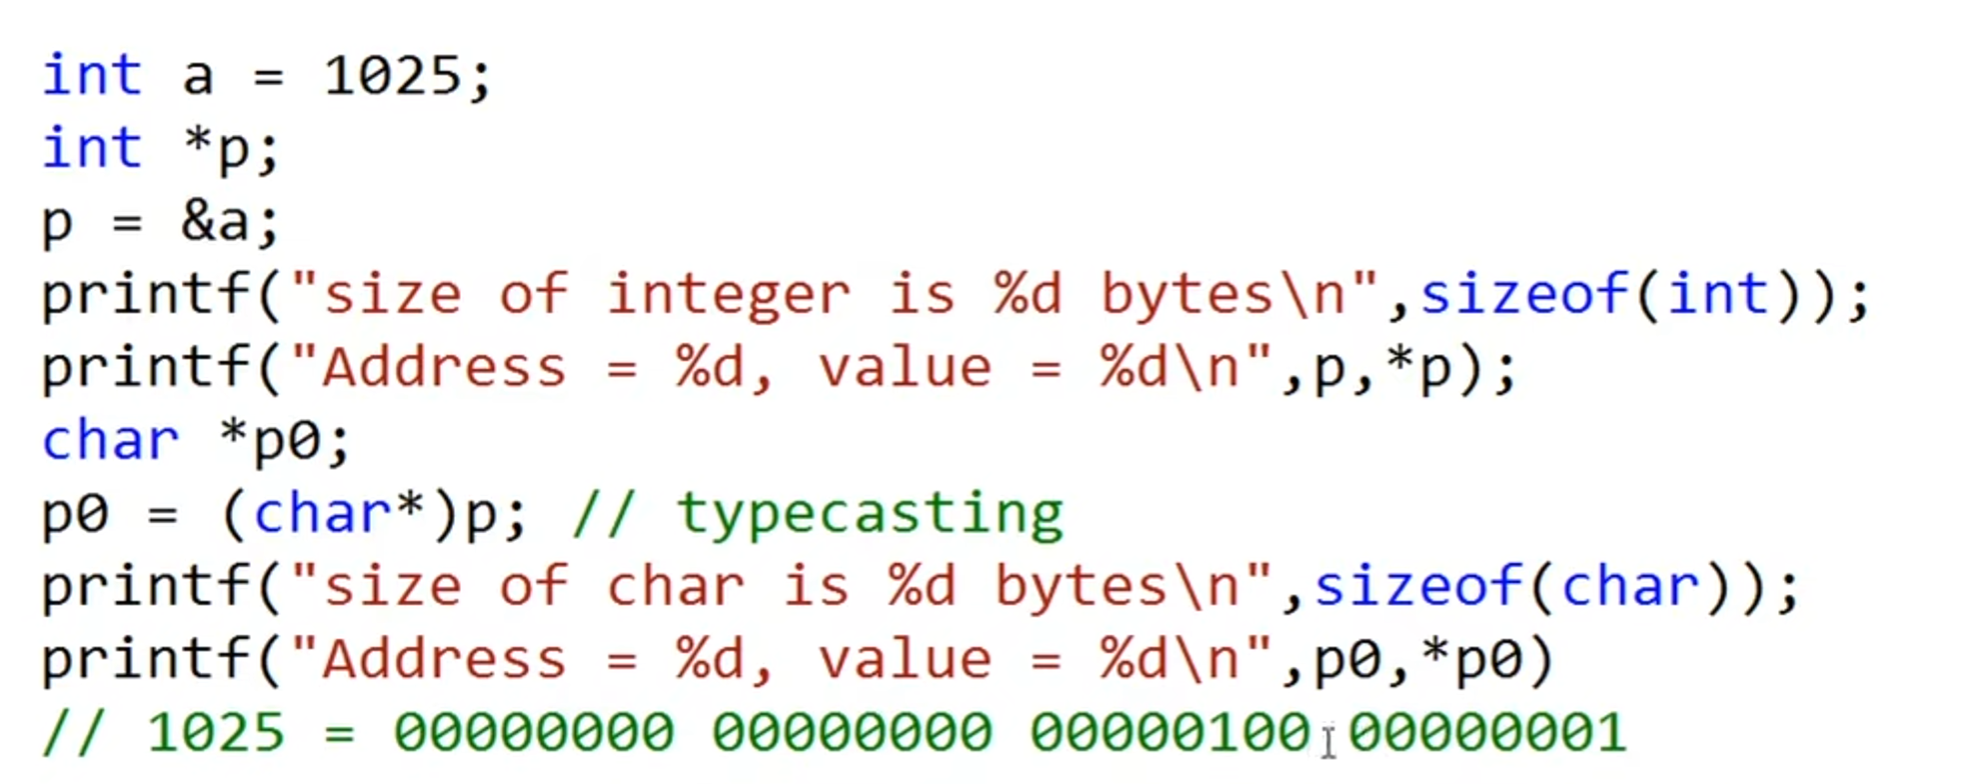 int a = 1025;
int *p;
p = &a;
printf("size of integer is %d bytes\n",sizeof(int));
printf("Address = %d, value = %d\n",p,*p);
char *p0;
p0 = (char*)p; // typecasting
printf("size of char is %d bytes\n",sizeof(char));
printf("Address = %d, value = %d\n",p0,*p0)
// 1025 = 00000000 00000000 00000100 00000001